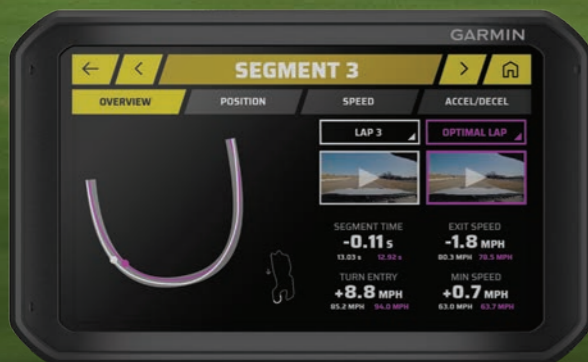 GARMIN
SEGMENT 3
OVERVIEW POSITION SPEED ACCEL/DECEL
LAP 3 OPTIMAL LAP
SEGMENT TIME EXIT SPEED
-0.11 s -1.8 MPH
13.03 s 12.92 s 80.3 MPH 78.5 MPH
TURN ENTRY MIN SPEED
+8.8 MPH +0.7 MPH
85.2 MPH 94.0 MPH 63.0 MPH 63.7 MPH